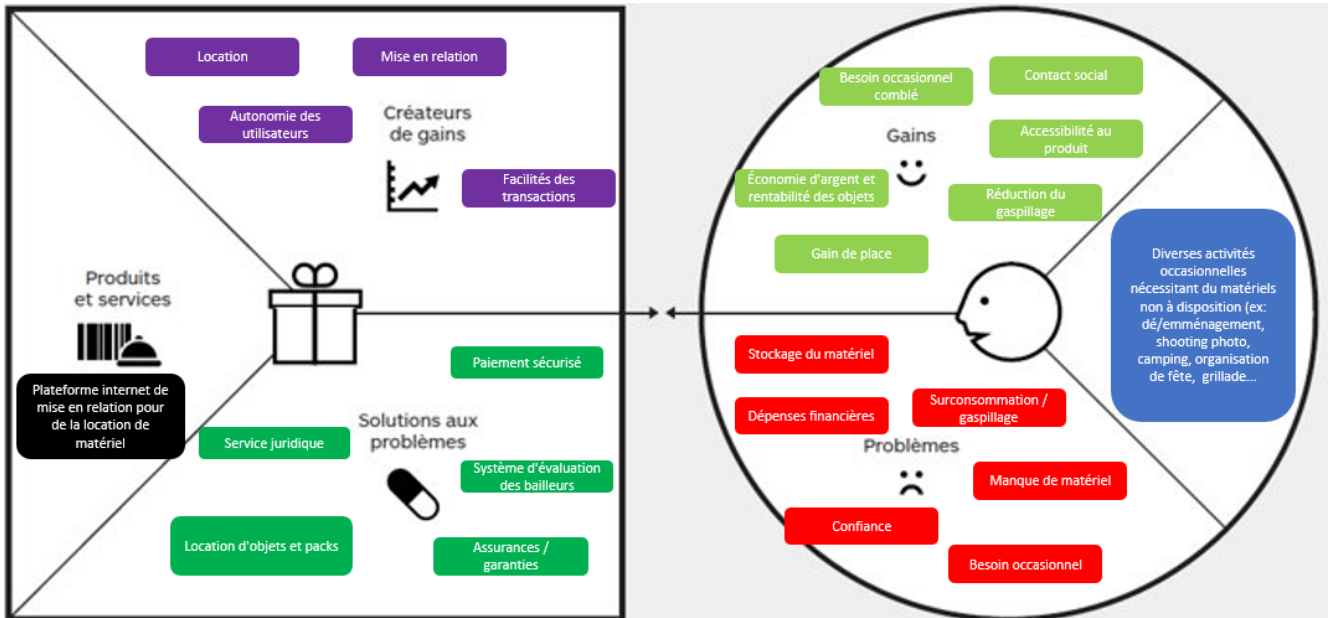 Location
Mise en relation
Autonomie des
utilisateurs
Créateurs
de gains
Facilités des
transactions
Produits
et services
Plateforme internet de
mise en relation pour
de la location de
matériel
Paiement sécurisé
Solutions aux
problèmes
Service juridique
Système d'évaluation
des bailleurs
Location d'objets et packs
Assurances /
garanties
Besoin occasionnel
comblé
Contact social
Gains
Accessibilité au
produit
Économie d'argent et
rentabilité des objets
Réduction du
gaspillage
Gain de place
Diverses activités
occasionnelles
nécessitant du matériels
non à disposition (ex:
dé/emménagement,
shooting photo,
camping, organisation
de fête, grillade...
Stockage du matériel
Dépenses financières
Surconsommation /
gaspillage
Problèmes
Manque de matériel
Confiance
Besoin occasionnel